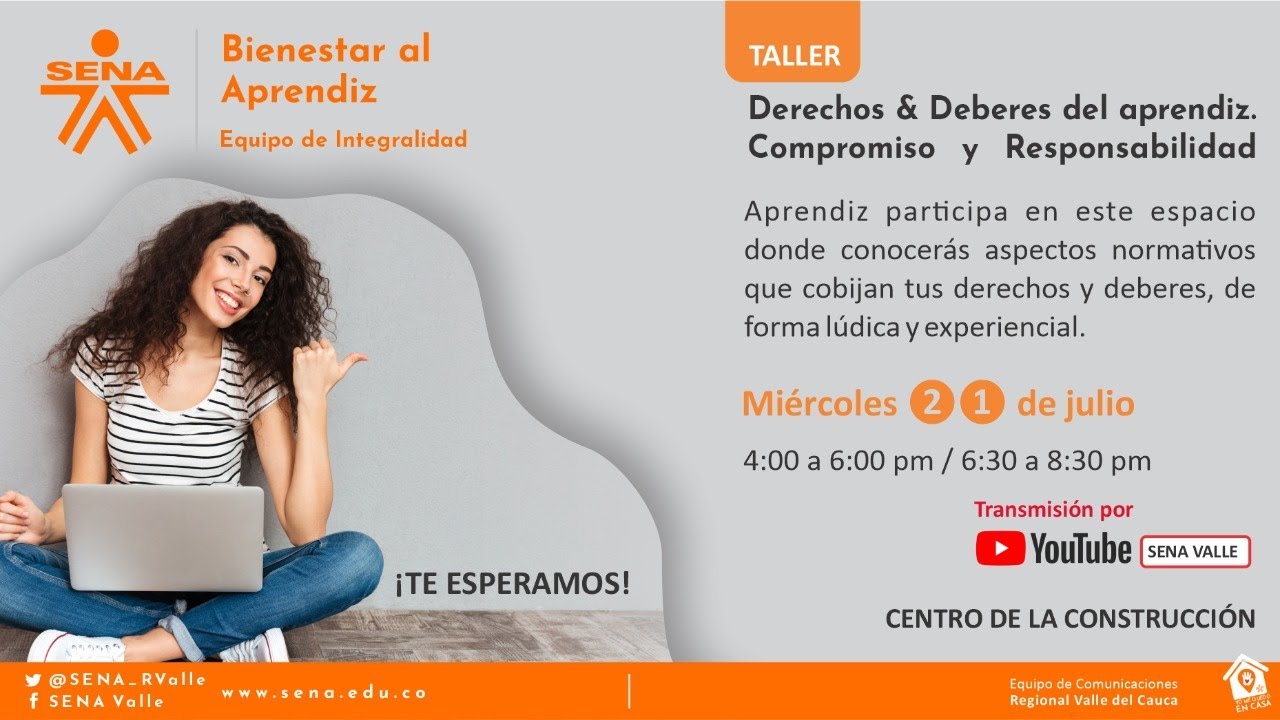 SENA
Bienestar al
Aprendiz
Equipo de Integralidad
TALLER
Derechos & Deberes del aprendiz.
Compromiso y Responsabilidad
Aprendiz participa en este espacio
donde conocerás aspectos normativos
que cobijan tus derechos y deberes, de
forma lúdica y experiencial.
Miércoles 21 de julio
4:00 a 6:00 pm / 6:30 a 8:30 pm
Transmisión por
YouTube SENA VALLE
¡TE ESPERAMOS!
CENTRO DE LA CONSTRUCCIÓN
@SENA_RValle
SENA Valle
www.sena.edu.co
Equipo de Comunicaciones
Regional Valle del Cauca
EN CASA